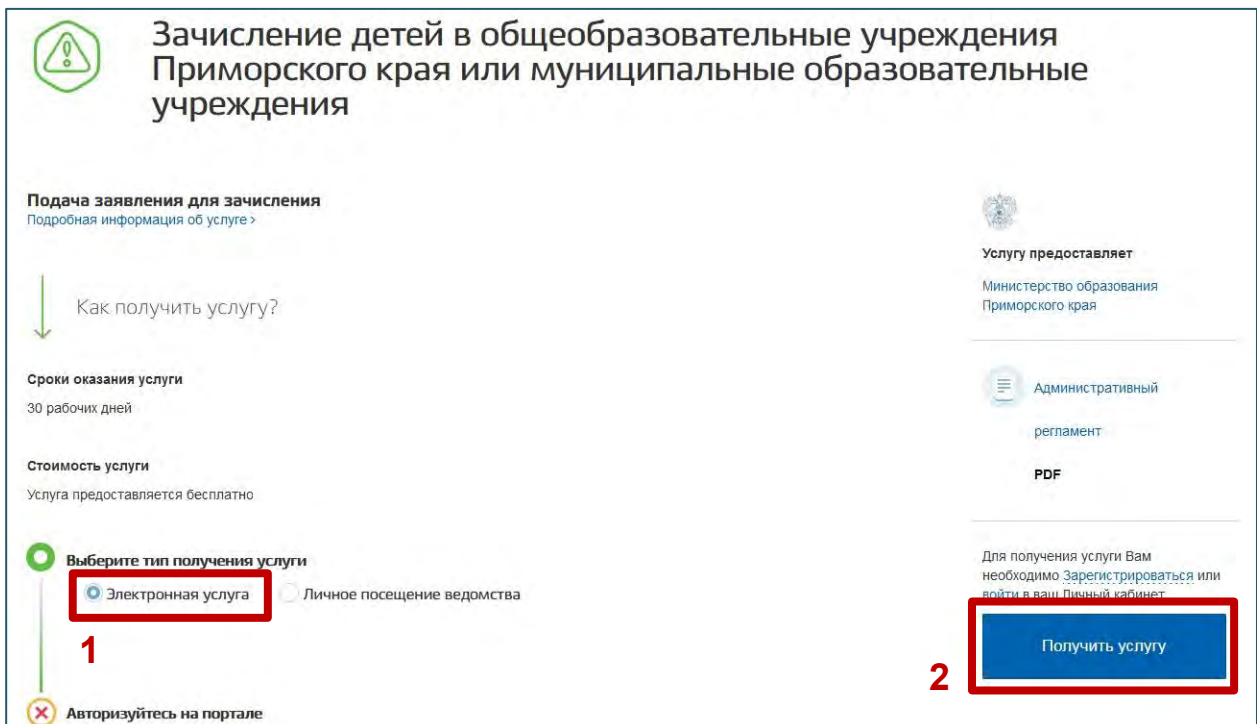 Зачисление детей в общеобразовательные учреждения
Приморского края или муниципальные образовательные
учреждения
Подача заявления для зачисления
Подробная информация об услуге >
Как получить услугу?
Сроки оказания услуги
30 рабочих дней
Стоимость услуги
Услуга предоставляется бесплатно
Выберите тип получения услуги
Электронная услуга
Личное посещение ведомства
1
Авторизуйтесь на портале
Услугу предоставляет
Министерство образования
Приморского края
Административный
регламент
PDF
Для получения услуги Вам
необходимо Зарегистрироваться или
войти в ваш Личный кабинет
Получить услугу
2